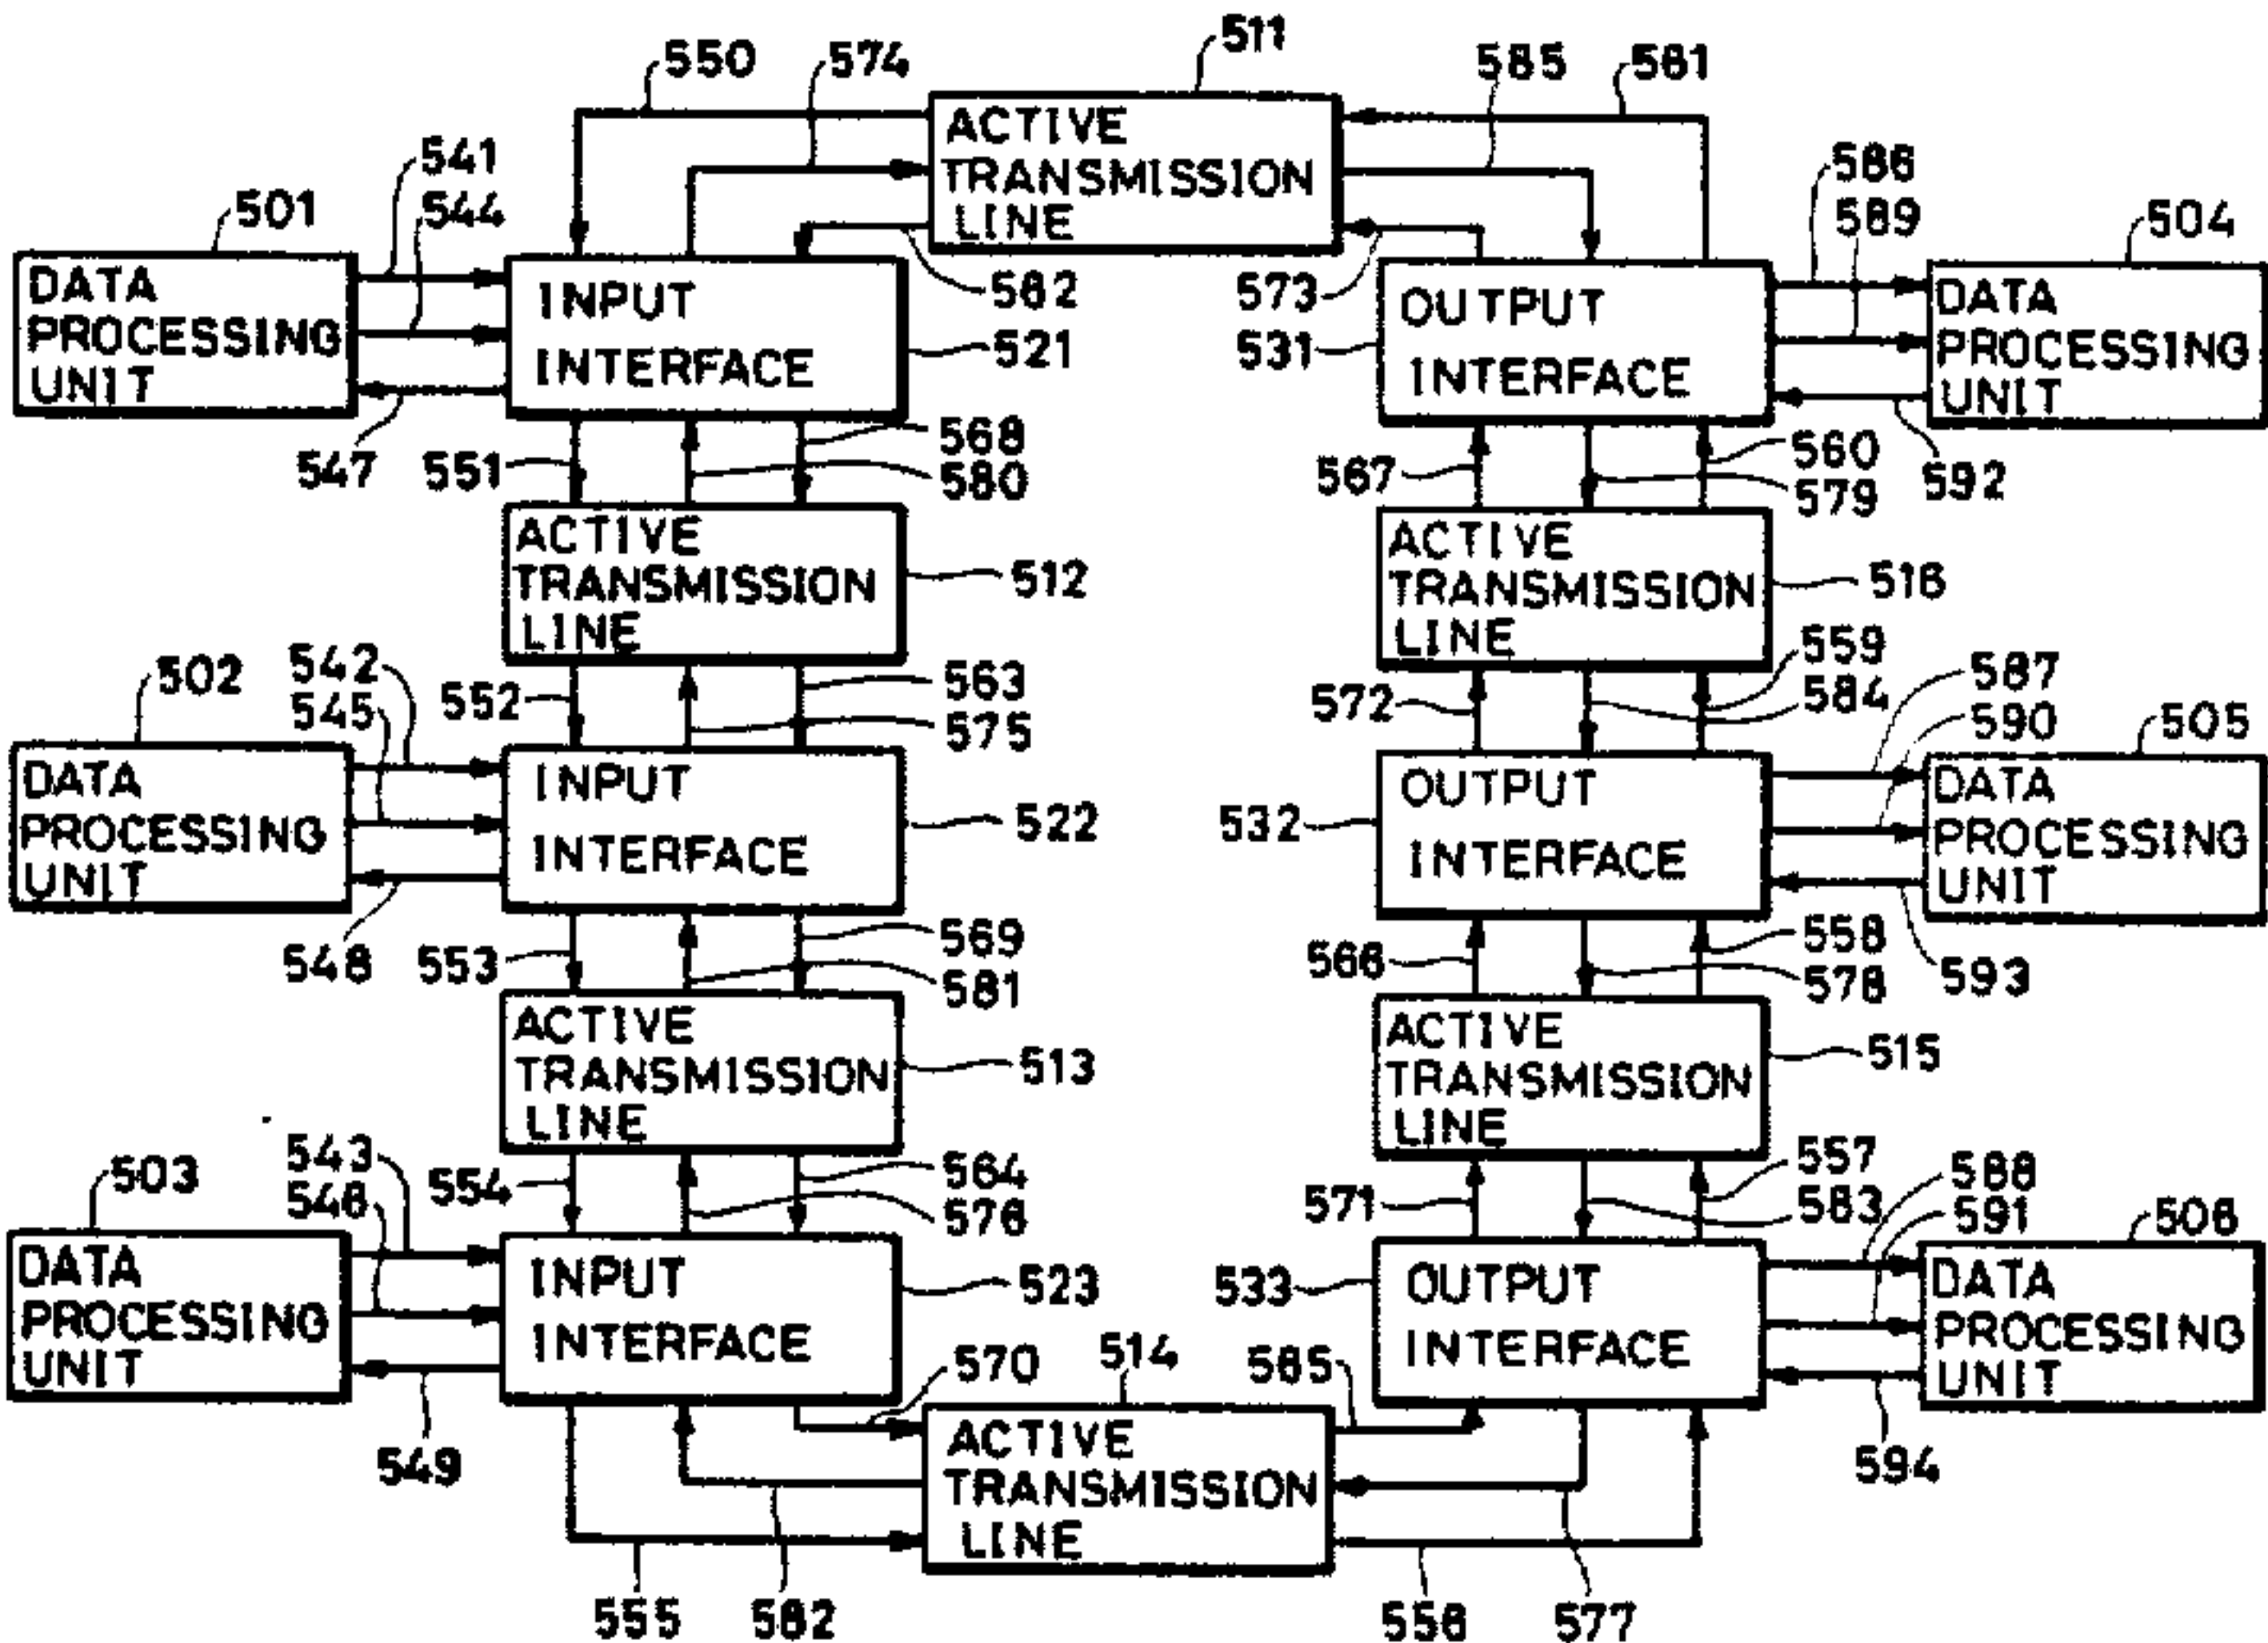 511
550
574
585
561
ACTIVE
TRANSMISSION
LINE
541
544
586
589
501
504
DATA
PROCESSING
UNIT
INPUT
INTERFACE
562
573
OUTPUT
INTERFACE
DATA
PROCESSING
UNIT
521
531
547
551
568
580
567
560
579
592
ACTIVE
TRANSMISSION
LINE
512
ACTIVE
TRANSMISSION
LINE
516
502
542
545
552
563
575
572
559
584
587
590
505
DATA
PROCESSING
UNIT
INPUT
INTERFACE
522
532
OUTPUT
INTERFACE
DATA
PROCESSING
UNIT
548
553
569
581
566
558
578
593
ACTIVE
TRANSMISSION
LINE
513
ACTIVE
TRANSMISSION
LINE
515
503
543
546
554
564
576
571
557
583
588
591
506
DATA
PROCESSING
UNIT
INPUT
INTERFACE
523
533
OUTPUT
INTERFACE
DATA
PROCESSING
UNIT
549
570
514
565
594
ACTIVE
TRANSMISSION
LINE
555
582
556
577